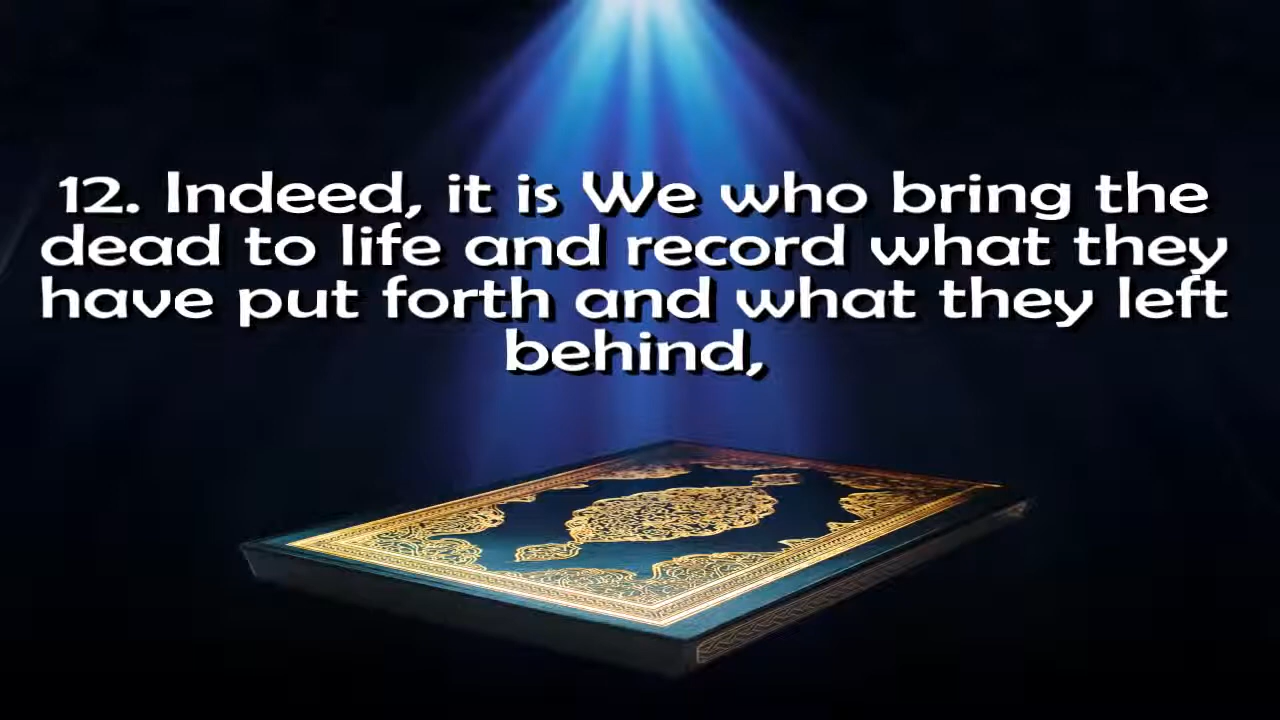 12. Indeed, it is We who bring the
dead to life and record what they
have put forth and what they left
behind,